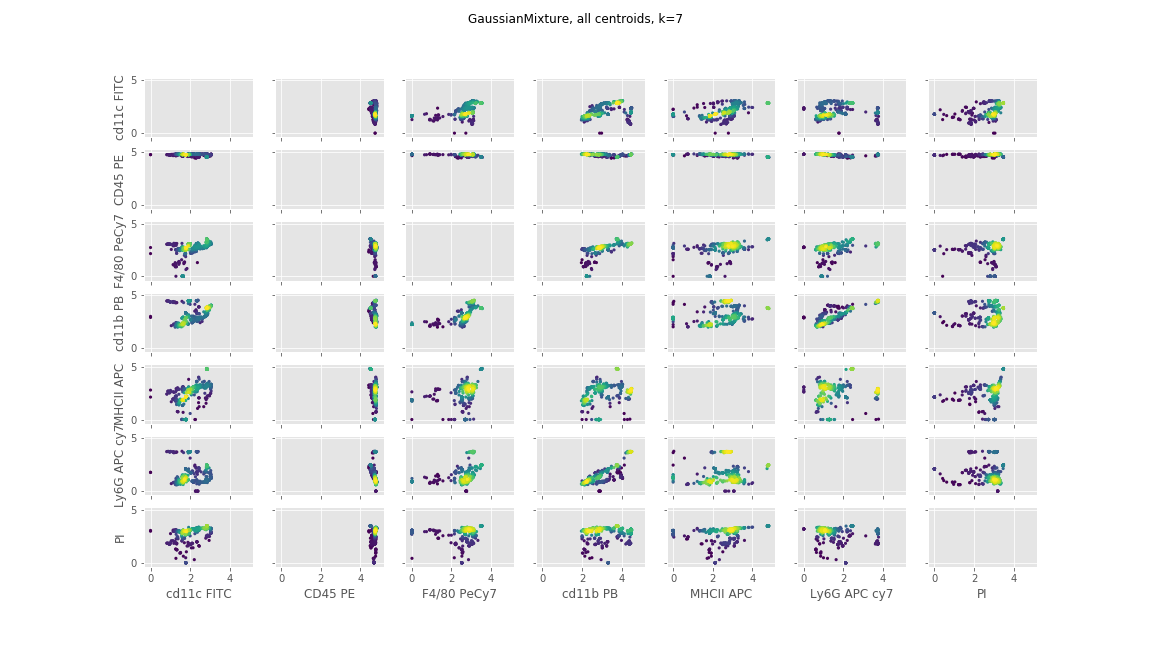 GaussianMixture, all centroids, k=7
cd11c FITC
5
0
CD45 PE
5
0
F4/80 PeCy7
5
0
cd11b PB
5
0
MHCII APC
5
0
Ly6G APC cy7
5
0
PI
5
0
0 2 4 0 2 4 0 2 4 0 2 4 0 2 4 0 2 4 0 2 4
cd11c FITC CD45 PE F4/80 PeCy7 cd11b PB MHCII APC Ly6G APC cy7 PI